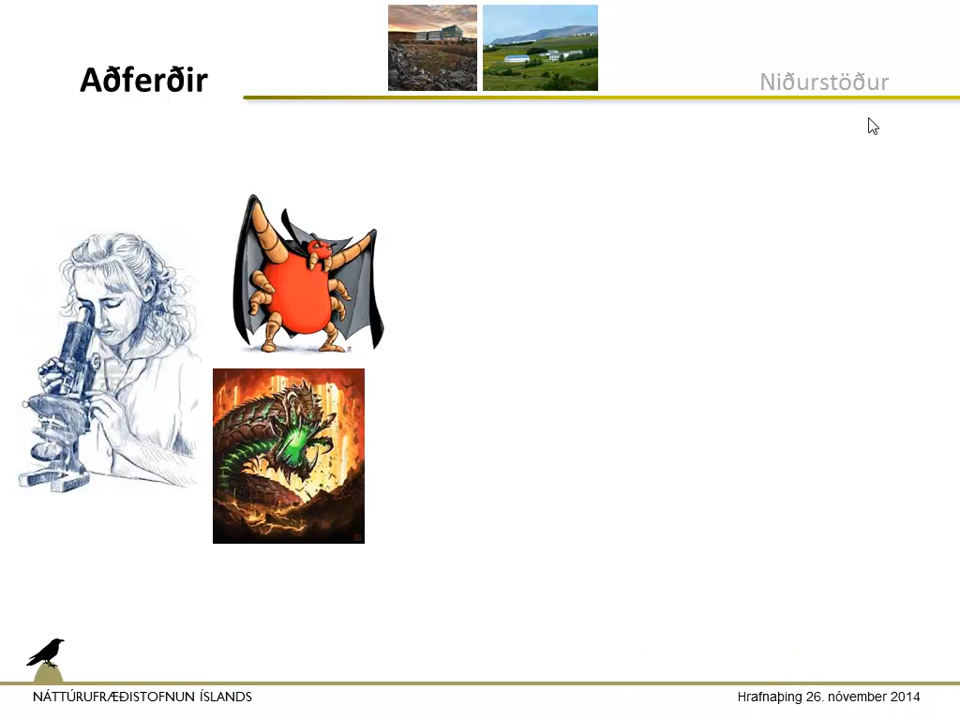 Aðferðir
Niðurstöður
NÁTTÚRUFRÆÐISTOFNUN ÍSLANDS
Hrafnaþing 26. nóvember 2014